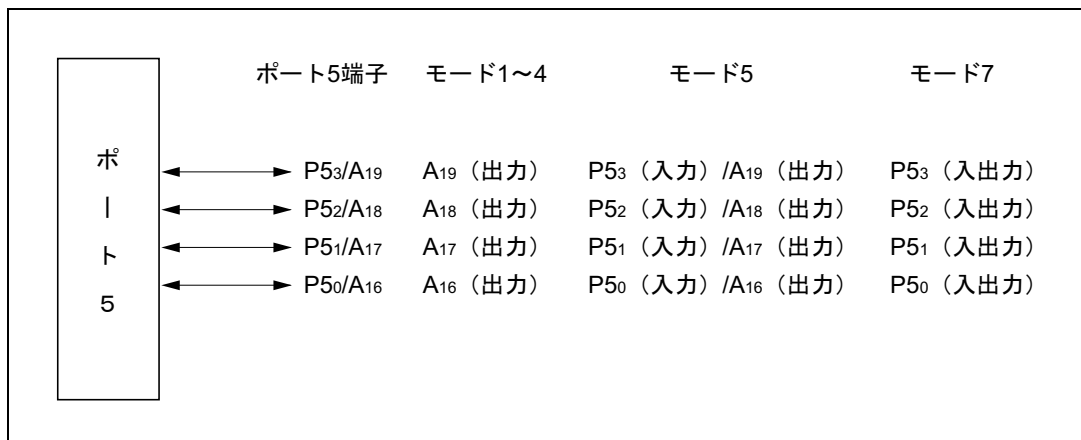 ポート5端子 モード1～4 モード5 モード7
ポート5
P53/A19 A19（出力） P53（入力）/A19（出力） P53（入出力）
P52/A18 A18（出力） P52（入力）/A18（出力） P52（入出力）
P51/A17 A17（出力） P51（入力）/A17（出力） P51（入出力）
P50/A16 A16（出力） P50（入力）/A16（出力） P50（入出力）